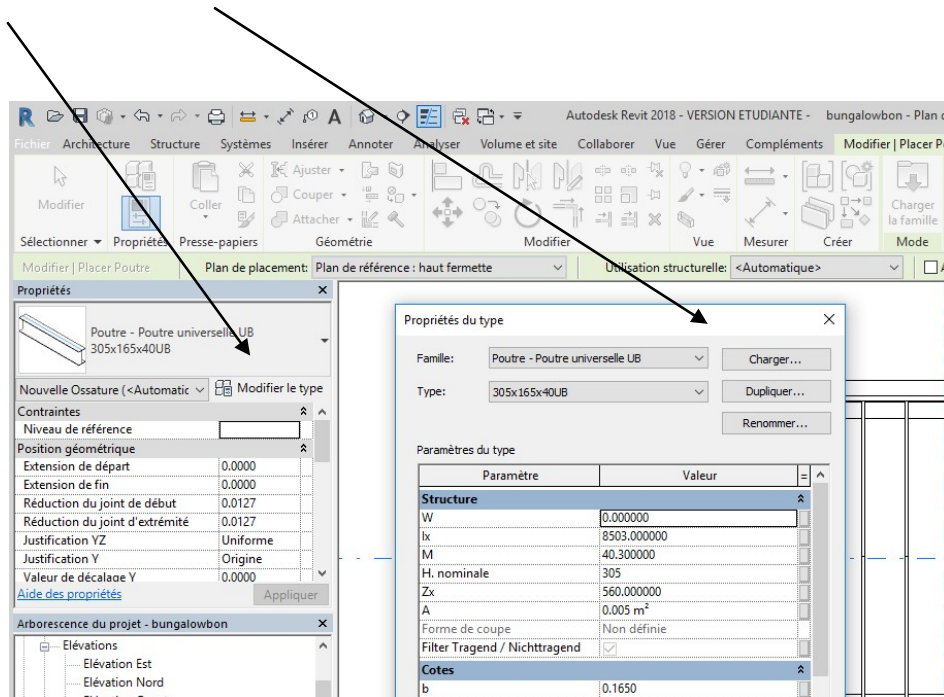 Autodesk Revit 2018 - VERSION ETUDIANTE - bungalowbon - Plan
Fichier Architecture Structure Systèmes Insérer Annoter Analyser Volume et site Collaborer Vue Gérer Compléments Modifier | Placer
Modifier
Coller
Ajuster
Couper
Attacher
Charger
la famille
Sélectionner Propriétés Presse-papiers Géométrie Modifier Vue Mesurer Créer Mode
Modifier | Placer Poutre Plan de placement: Plan de référence : haut fermette Utilisation structurelle: <Automatique>
Propriétés
Poutre - Poutre universelle UB
305x165x40UB
Nouvelle Ossature (<Automatic Modifier le type
Contraintes
Niveau de référence
Position géométrique
Extension de départ 0.0000
Extension de fin 0.0000
Réduction du joint de début 0.0127
Réduction du joint d'extrémité 0.0127
Justification YZ Uniforme
Justification Y Origine
Valeur de décalage Y 0.0000
Aide des propriétés Appliquer
Arborescence du projet - bungalowbon
Elévations
Elévation Est
Elévation Nord
Propriétés du type
Famille: Poutre - Poutre universelle UB Charger...
Type: 305x165x40UB Dupliquer...
Renommer...
Paramètres du type
Paramètre Valeur =
Structure
W 0.000000
Ix 8503.000000
M 40.300000
H. nominale 305
Zx 560.000000
A 0.005 m²
Forme de coupe Non définie
Filter Tragend / Nichttragend
Cotes
b 0.1650